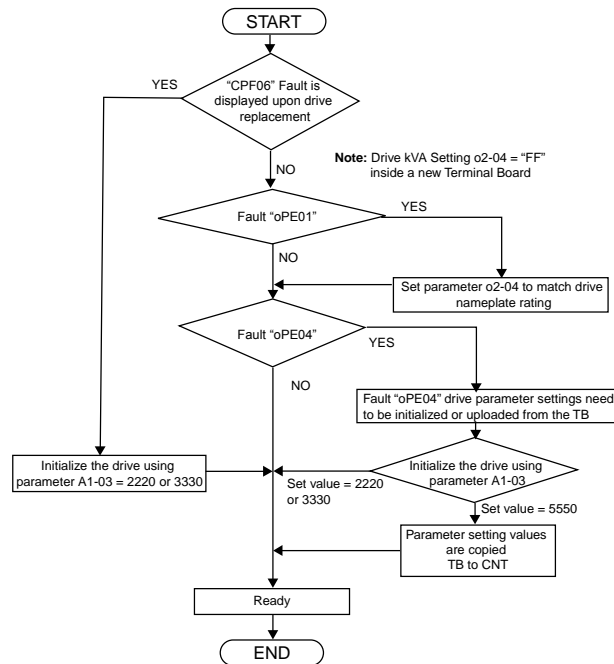 START
YES
"CPF06" Fault is
displayed upon drive
replacement
NO
Note: Drive kVA Setting o2-04 = "FF"
inside a new Terminal Board
Fault "oPE01"
YES
NO
Set parameter o2-04 to match drive
nameplate rating
Fault "oPE04"
YES
NO
Fault "oPE04" drive parameter settings need
to be initialized or uploaded from the TB
Initialize the drive using
parameter A1-03 = 2220 or 3330
Set value = 2220
or 3330
Initialize the drive using
parameter A1-03
Set value = 5550
Parameter setting values
are copied
TB to CNT
Ready
END